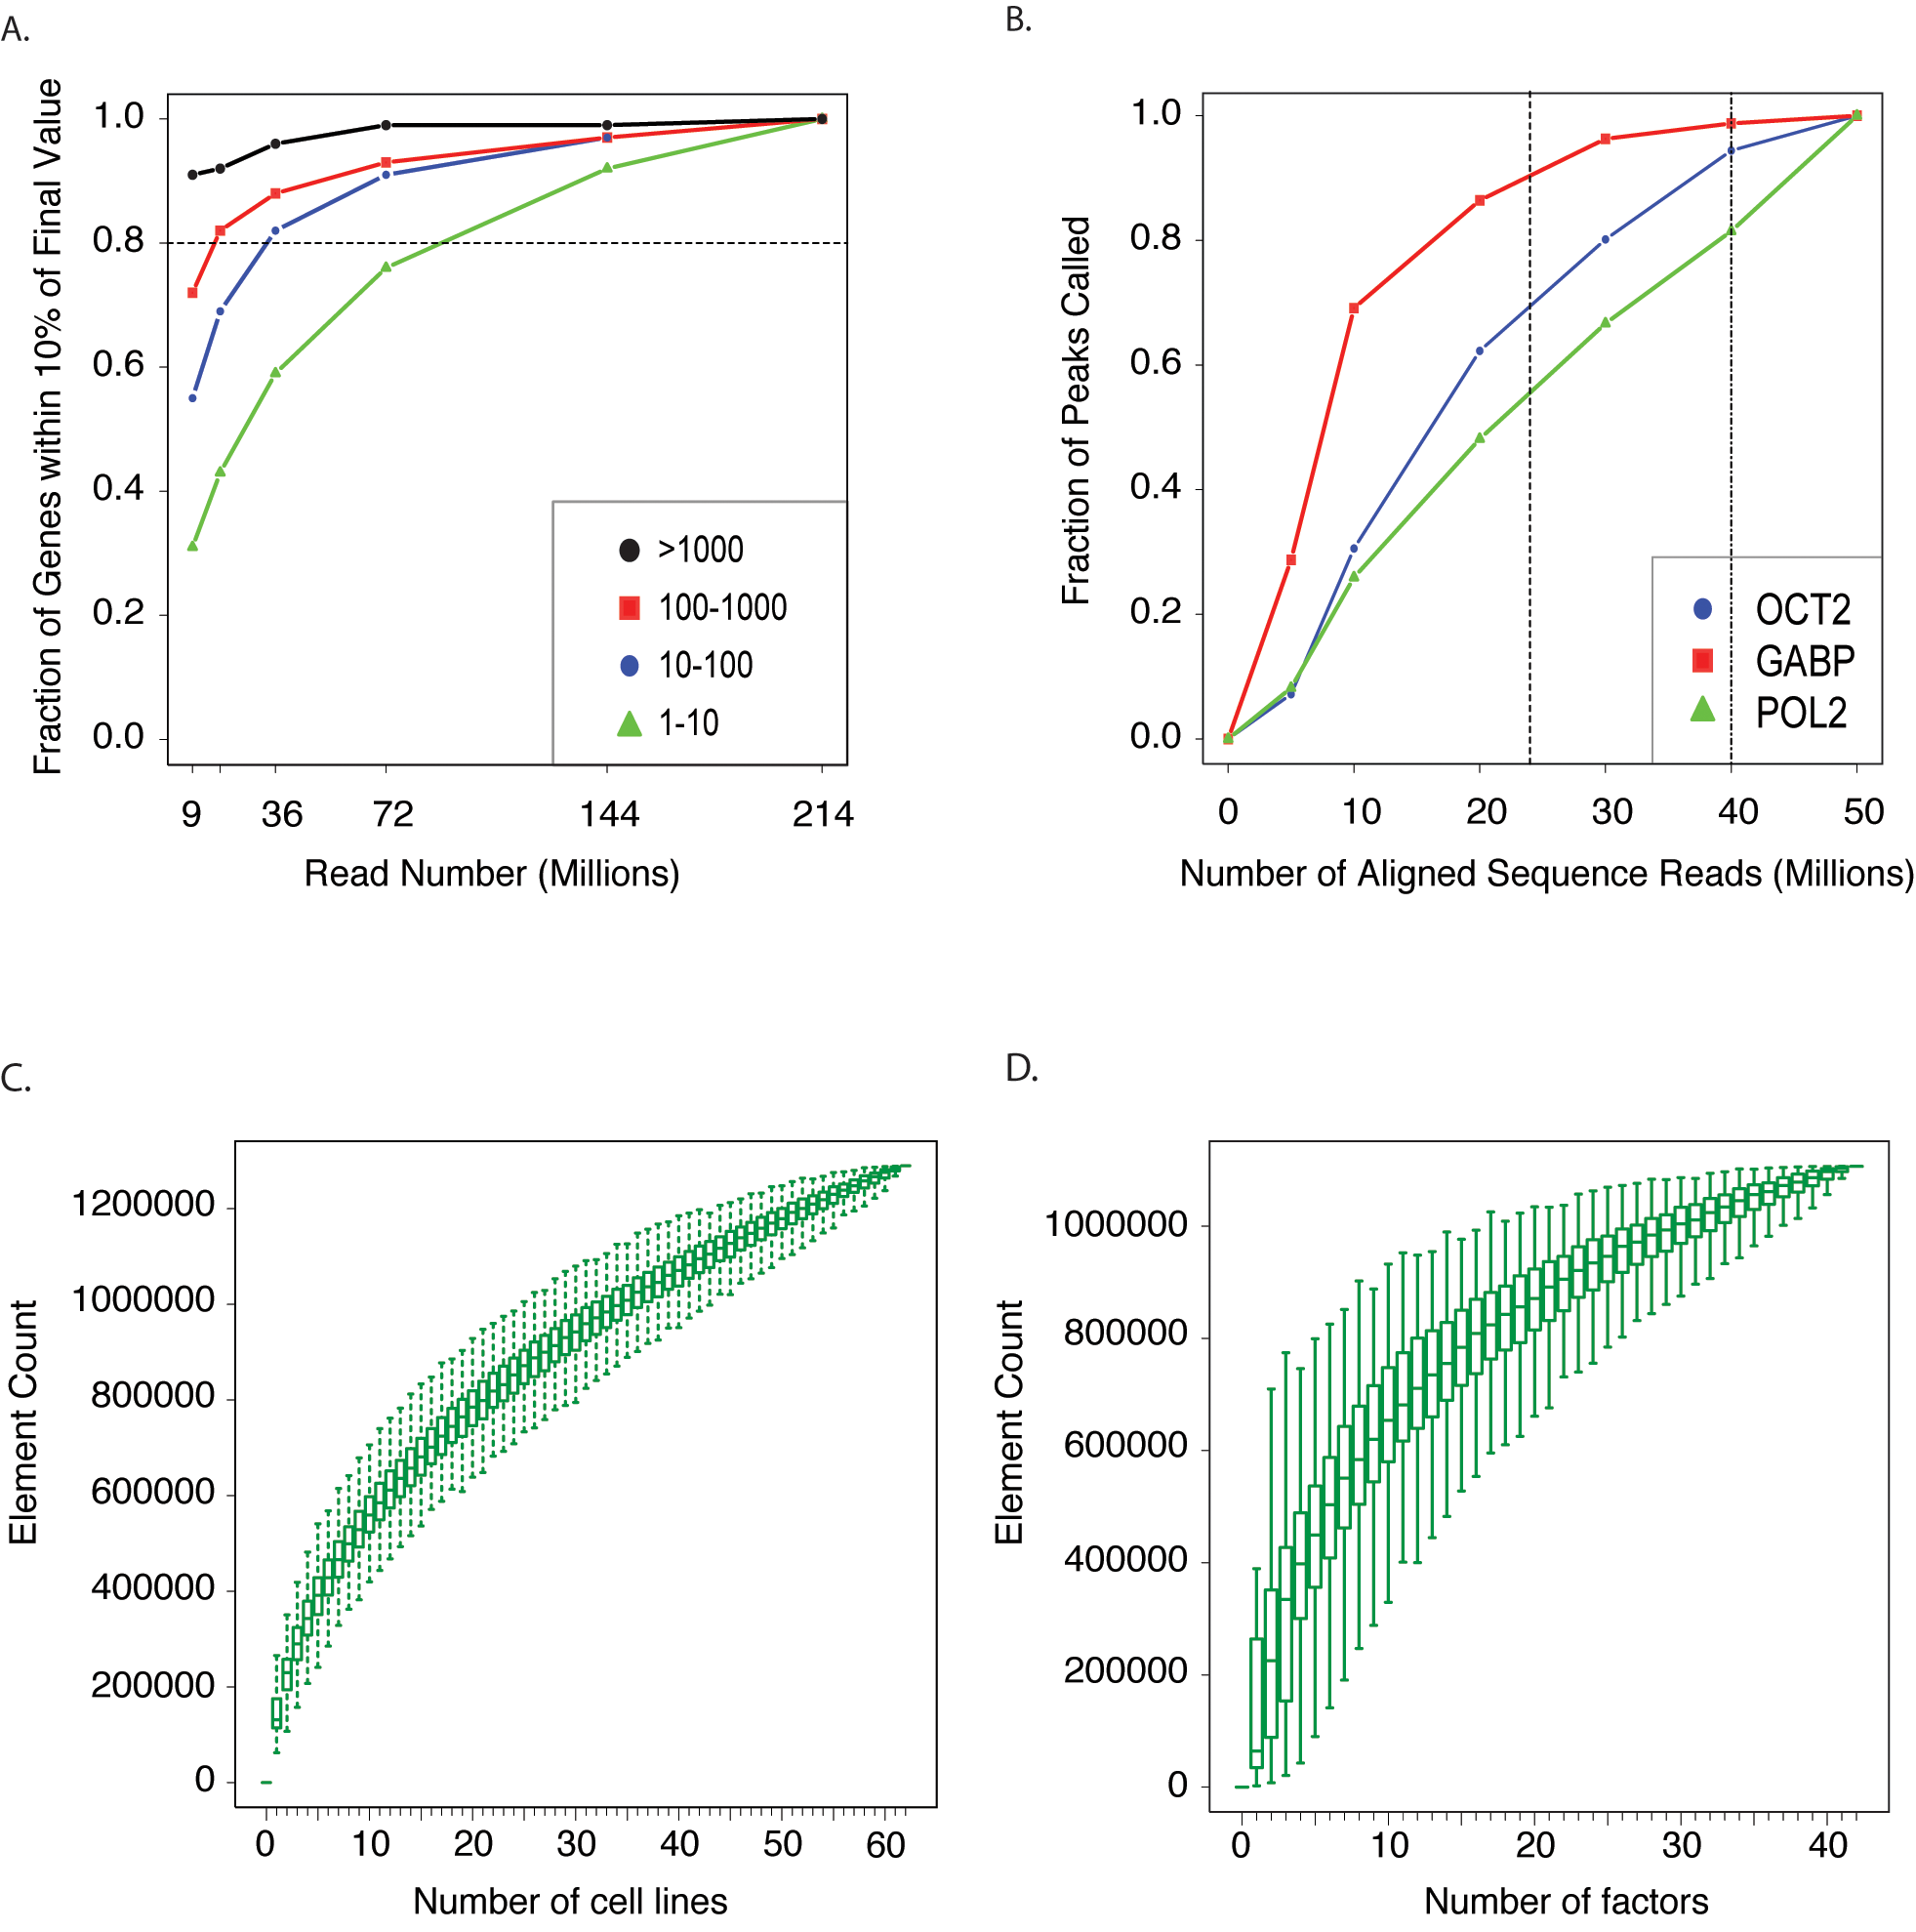 A.
Fraction of Genes within 10% of Final Value
1.0
0.8
0.6
0.4
0.2
0.0
>1000
100-1000
10-100
1-10
9 36 72 144 214
Read Number (Millions)
B.
Fraction of Peaks Called
1.0
0.8
0.6
0.4
0.2
0.0
OCT2
GABP
POL2
0 10 20 30 40 50
Number of Aligned Sequence Reads (Millions)
C.
Element Count
1200000
1000000
800000
600000
400000
200000
0
0 10 20 30 40 50 60
Number of cell lines
D.
Element Count
1000000
800000
600000
400000
200000
0
0 10 20 30 40
Number of factors